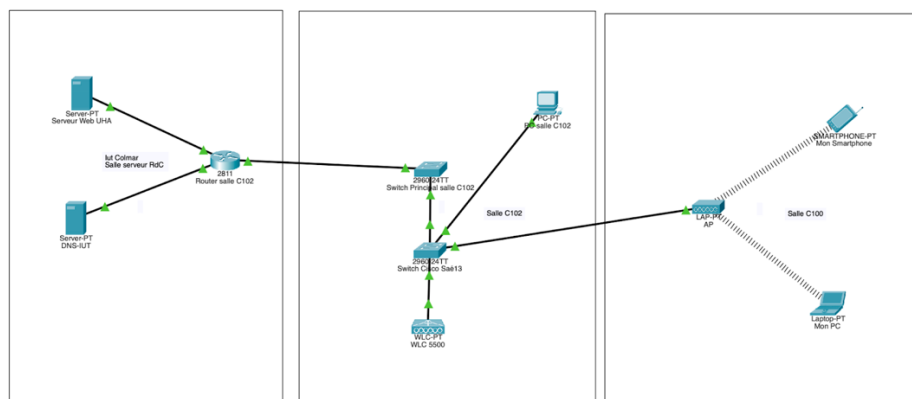 Server-PT
Serveur Web UHA
Iut Colmar
Salle serveur RdC
2811
Router salle C102
Server-PT
DNS-IUT
PC-PT
PC salle C102
2960-24TT
Switch Principal salle C102
Salle C102
2960-24TT
Switch Cisco Saé13
WLC-PT
WLC 5500
SMARTPHONE-PT
Mon Smartphone
LAP-PT
AP
Salle C100
Laptop-PT
Mon PC